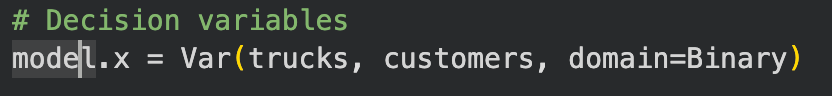 # Decision variables
model.x = Var(trucks, customers, domain=Binary)